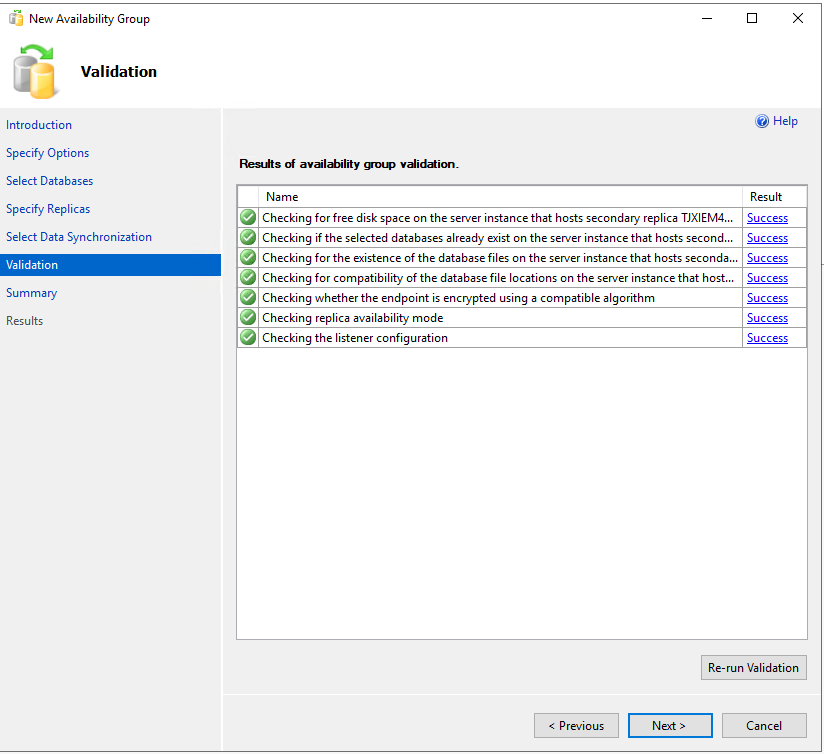 New Availability Group
Validation
Introduction
Specify Options
Select Databases
Specify Replicas
Select Data Synchronization
Validation
Summary
Results
Help
Results of availability group validation.
Name Result
Checking for free disk space on the server instance that hosts secondary replica TJXIEM4... Success
Checking if the selected databases already exist on the server instance that hosts second... Success
Checking for the existence of the database files on the server instance that hosts seconda... Success
Checking for compatibility of the database file locations on the server instance that host... Success
Checking whether the endpoint is encrypted using a compatible algorithm Success
Checking replica availability mode Success
Checking the listener configuration Success
Re-run Validation
< Previous Next > Cancel